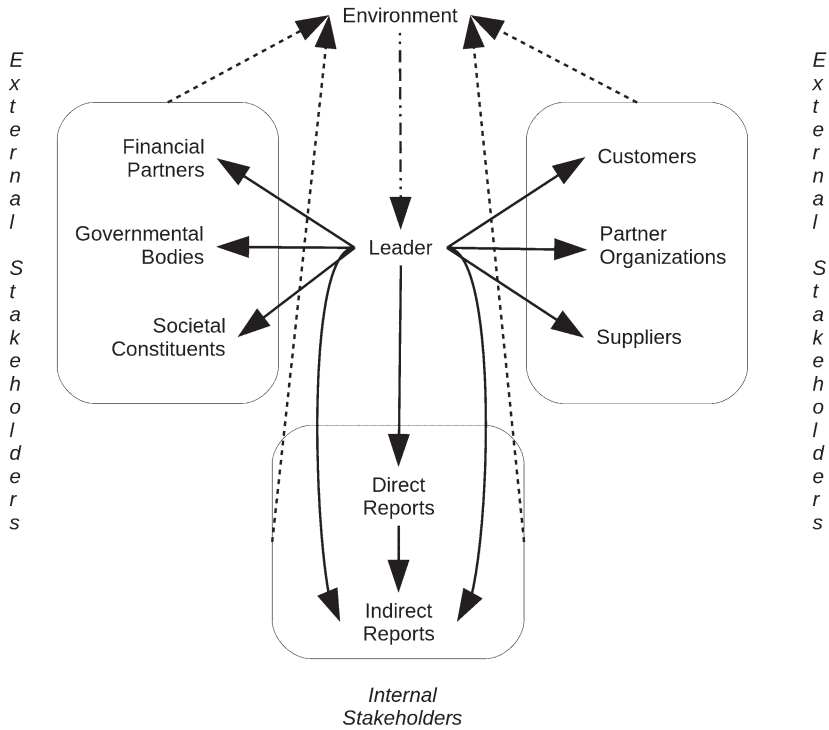 Environment
External Stakeholders
External Stakeholders
Financial
Partners
Customers
Governmental
Bodies
Leader
Partner
Organizations
Societal
Constituents
Suppliers
Direct
Reports
Indirect
Reports
Internal
Stakeholders